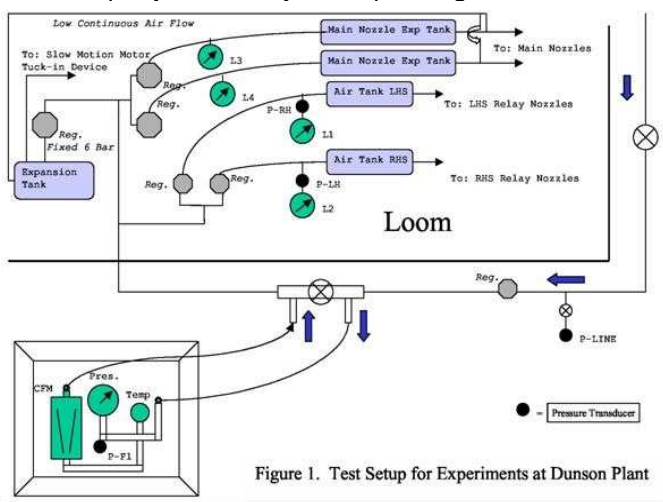 Low Continuous Air Flow
Main Nozzle Exp Tank
To: Main Nozzles
To: Slow Motion Motor
Tuck-in Device
L3
Reg.
Main Nozzle Exp Tank
L4
Air Tank LHS
To: LHS Relay Nozzles
P-RH
Reg.
Reg.
Fixed 6 Bar
L1
Air Tank RHS
To: RHS Relay Nozzles
Expansion
Tank
Reg.
Reg.
P-LH
L2
Loom
Reg.
P-LINE
Pres.
CFM
Temp
P-F1
= Pressure Transducer
Figure 1. Test Setup for Experiments at Dunson Plant